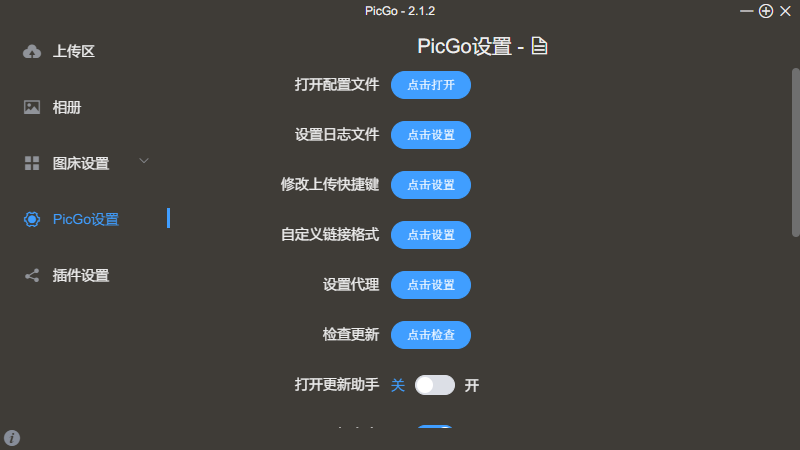 PicGo - 2.1.2
上传区
相册
图床设置
PicGo设置
插件设置
PicGo设置 -
打开配置文件 点击打开
设置日志文件 点击设置
修改上传快捷键 点击设置
自定义链接格式 点击设置
设置代理 点击设置
检查更新 点击检查
打开更新助手 关 开